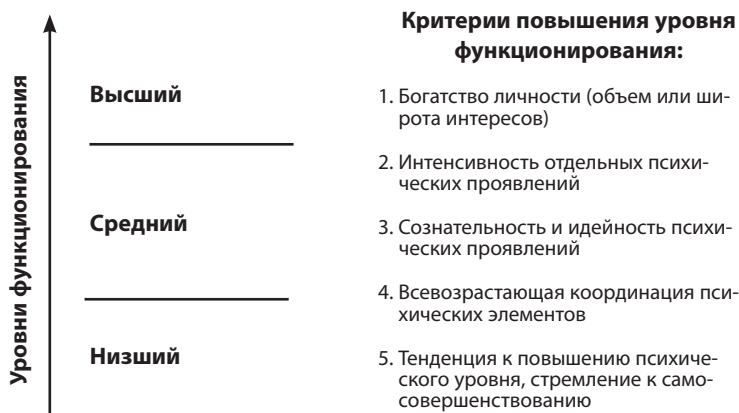 Уровни функционирования
Высший
Средний
Низший
Критерии повышения уровня
функционирования:
1. Богатство личности (объем или ши-
рота интересов)
2. Интенсивность отдельных психи-
ческих проявлений
3. Сознательность и идейность психи-
ческих проявлений
4. Всевозрастающая координация пси-
хических элементов
5. Тенденция к повышению психиче-
ского уровня, стремление к само-
совершенствованию